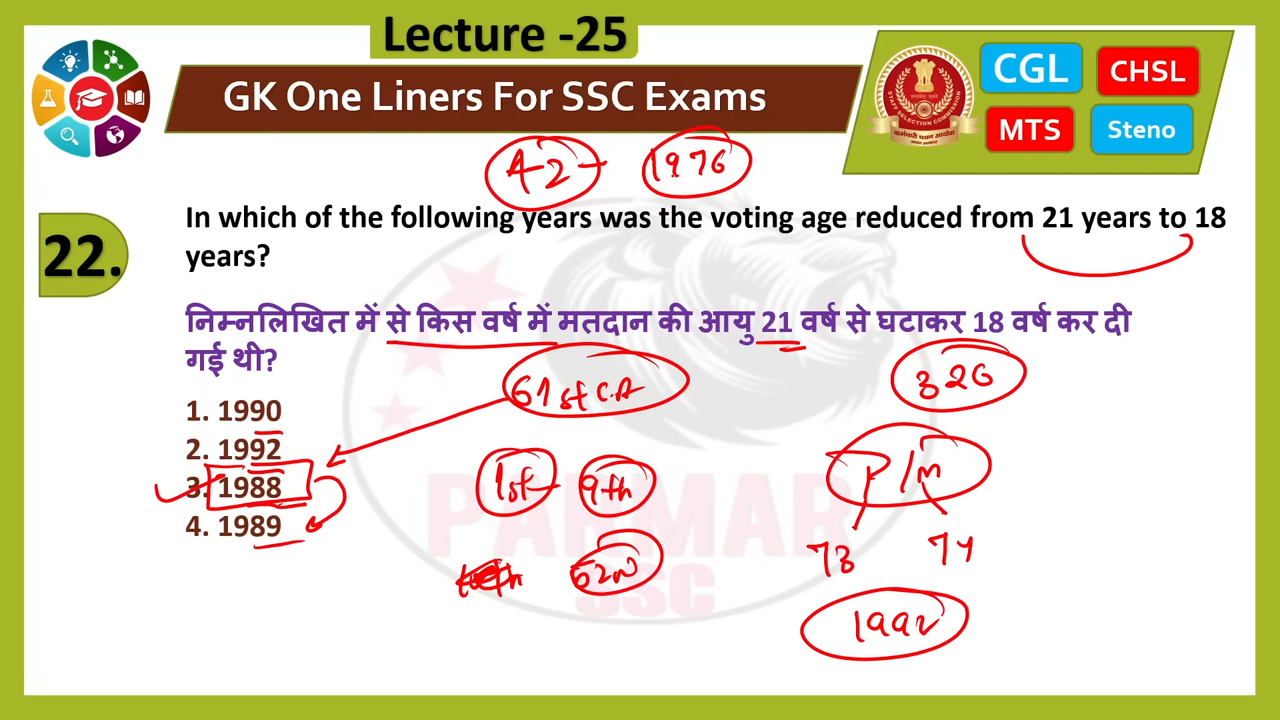 Lecture -25
GK One Liners For SSC Exams
CGL
CHSL
MTS
Steno
42 - 1976
22.
In which of the following years was the voting age reduced from 21 years to 18
years?
निम्नलिखित में से किस वर्ष में मतदान की आयु 21 वर्ष से घटाकर 18 वर्ष कर दी
गई थी?
61st C.A
326
1. 1990
2. 1992
3. 1988
4. 1989
1st - 9th
P/M
52nd
73 74
1992
PARMAR
SSC